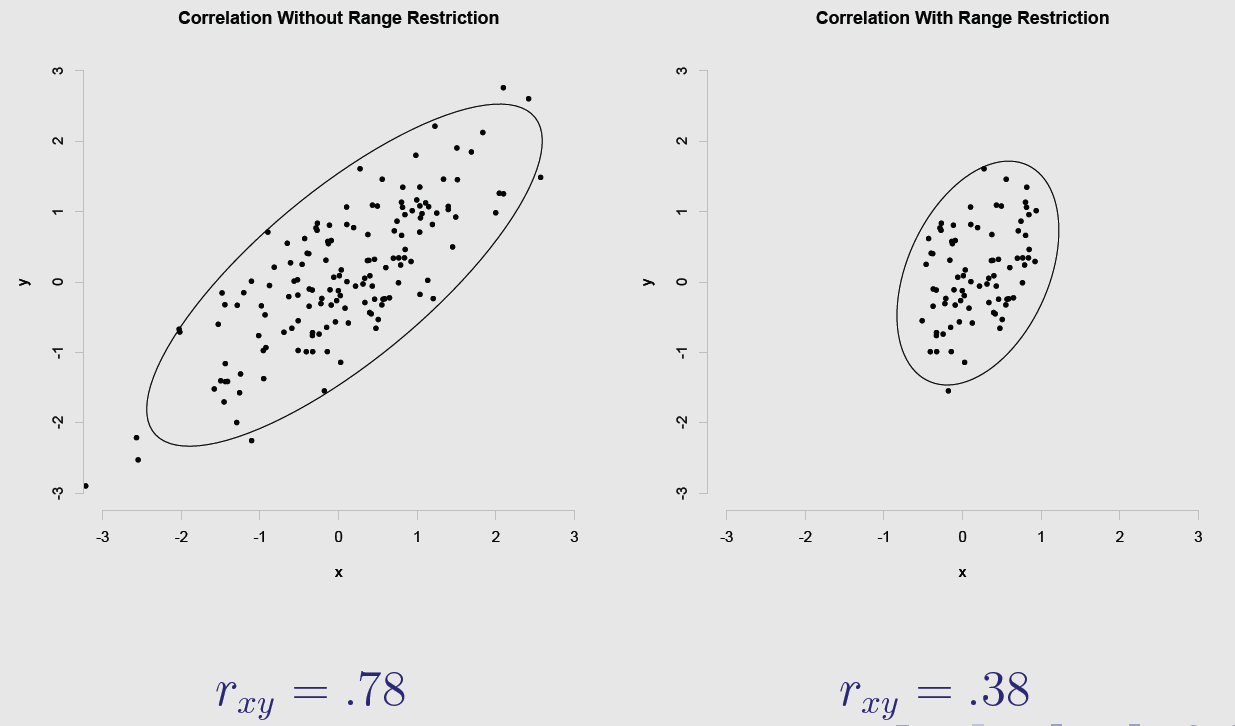 Correlation Without Range Restriction
3
2
1
0
-1
-2
-3
y
-3 -2 -1 0 1 2 3
x
r_xy = .78
Correlation With Range Restriction
3
2
1
0
-1
-2
-3
y
-3 -2 -1 0 1 2 3
x
r_xy = .38